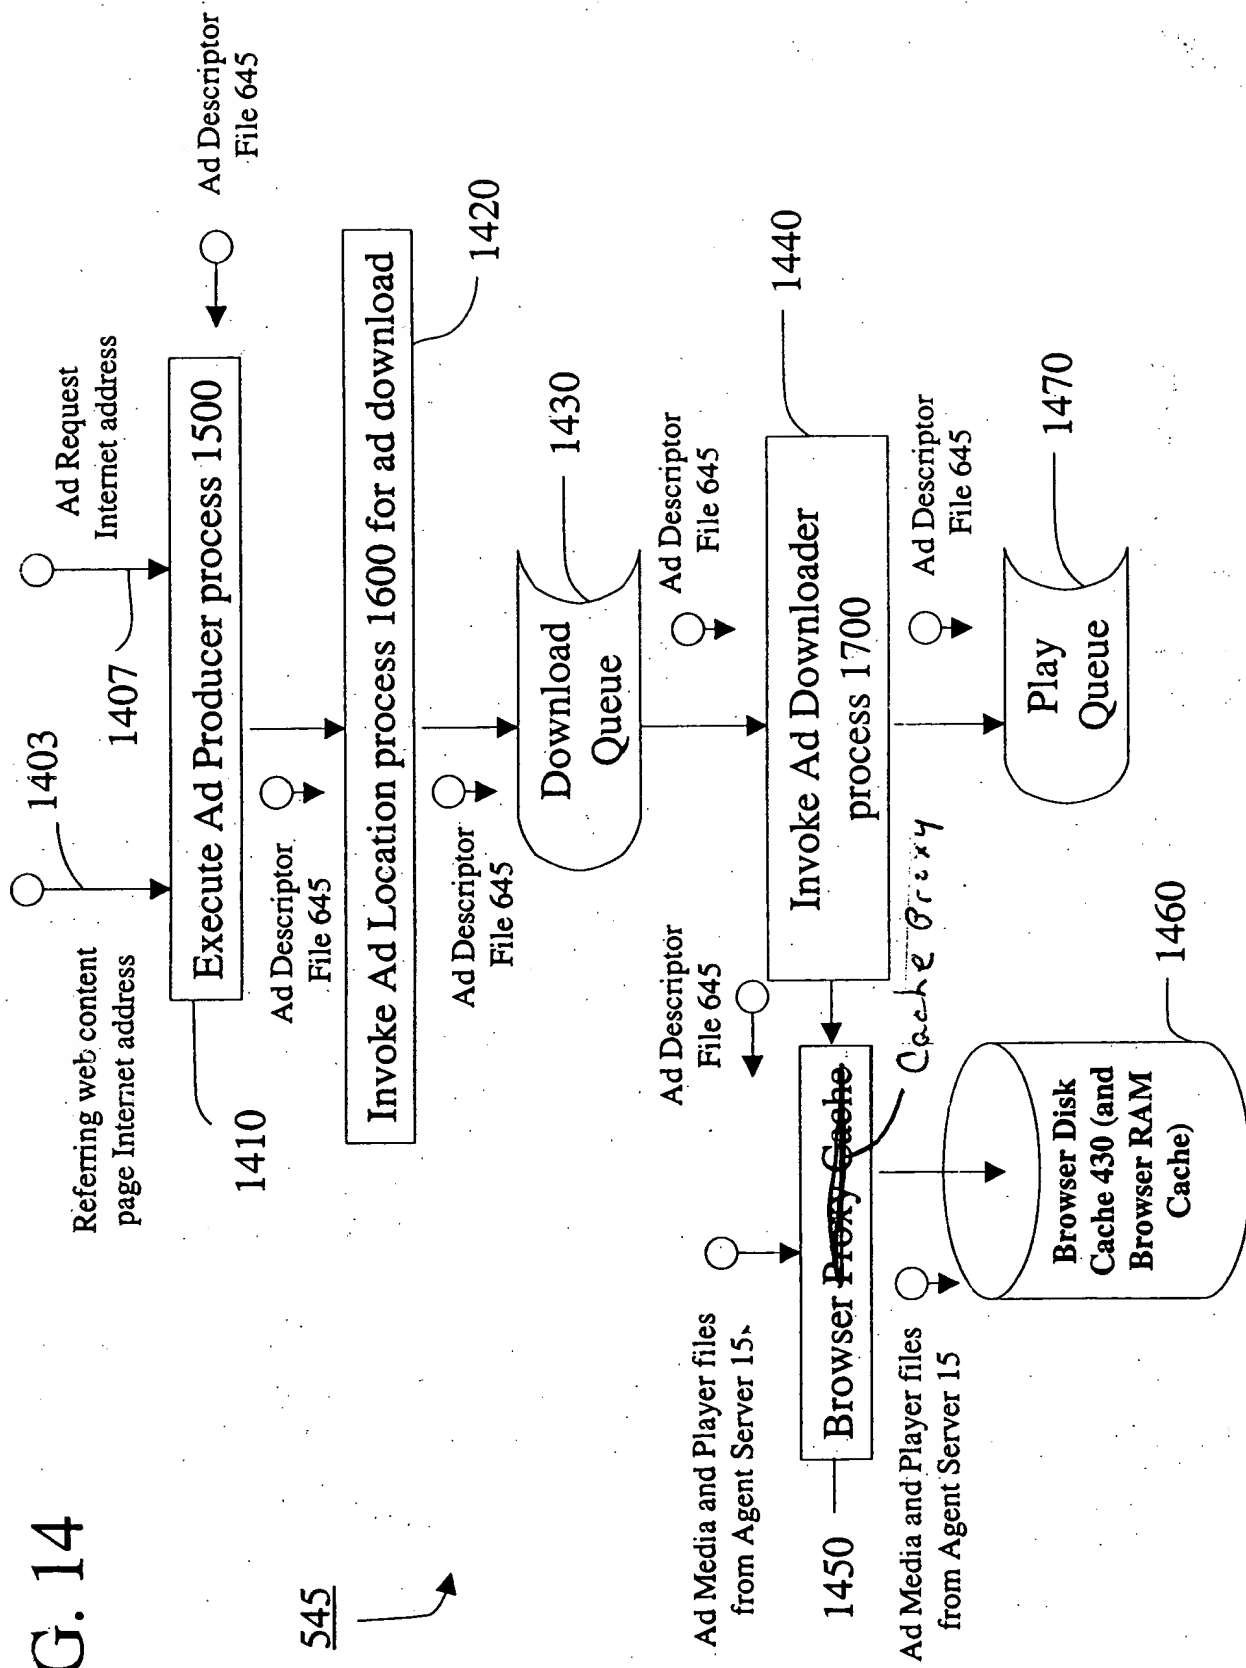 G. 14
545
Referring web content
page Internet address
1403
1407
Ad Request
Internet address
Ad Descriptor
File 645
1410
Execute Ad Producer process 1500
Ad Descriptor
File 645
Invoke Ad Location process 1600 for ad download
1420
Ad Descriptor
File 645
Download
Queue
1430
Ad Descriptor
File 645
Ad Descriptor
File 645
Invoke Ad Downloader
process 1700
1440
Ad Media and Player files
from Agent Server 15
1450
Browser Proxy Cache
Cache Proxy
Ad Descriptor
File 645
Play
Queue
1470
Ad Media and Player files
from Agent Server 15
Browser Disk
Cache 430 (and
Browser RAM
Cache)
1460